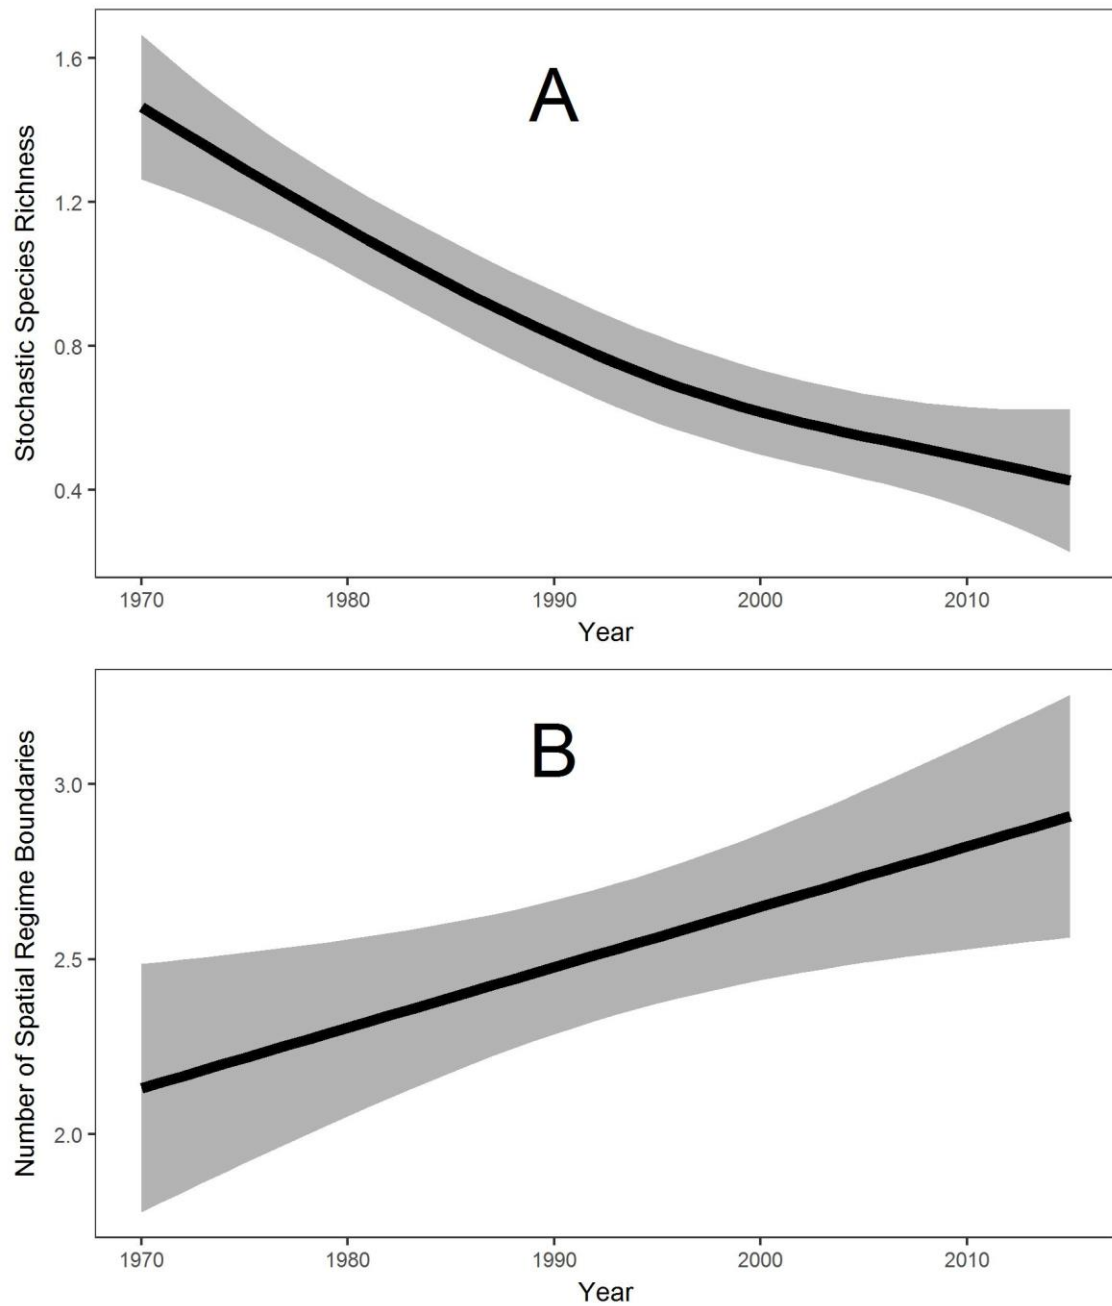 A
Stochastic Species Richness
1.6
1.2
0.8
0.4
1970
1980
1990
2000
2010
Year
B
Number of Spatial Regime Boundaries
3.0
2.5
2.0
1970
1980
1990
2000
2010
Year